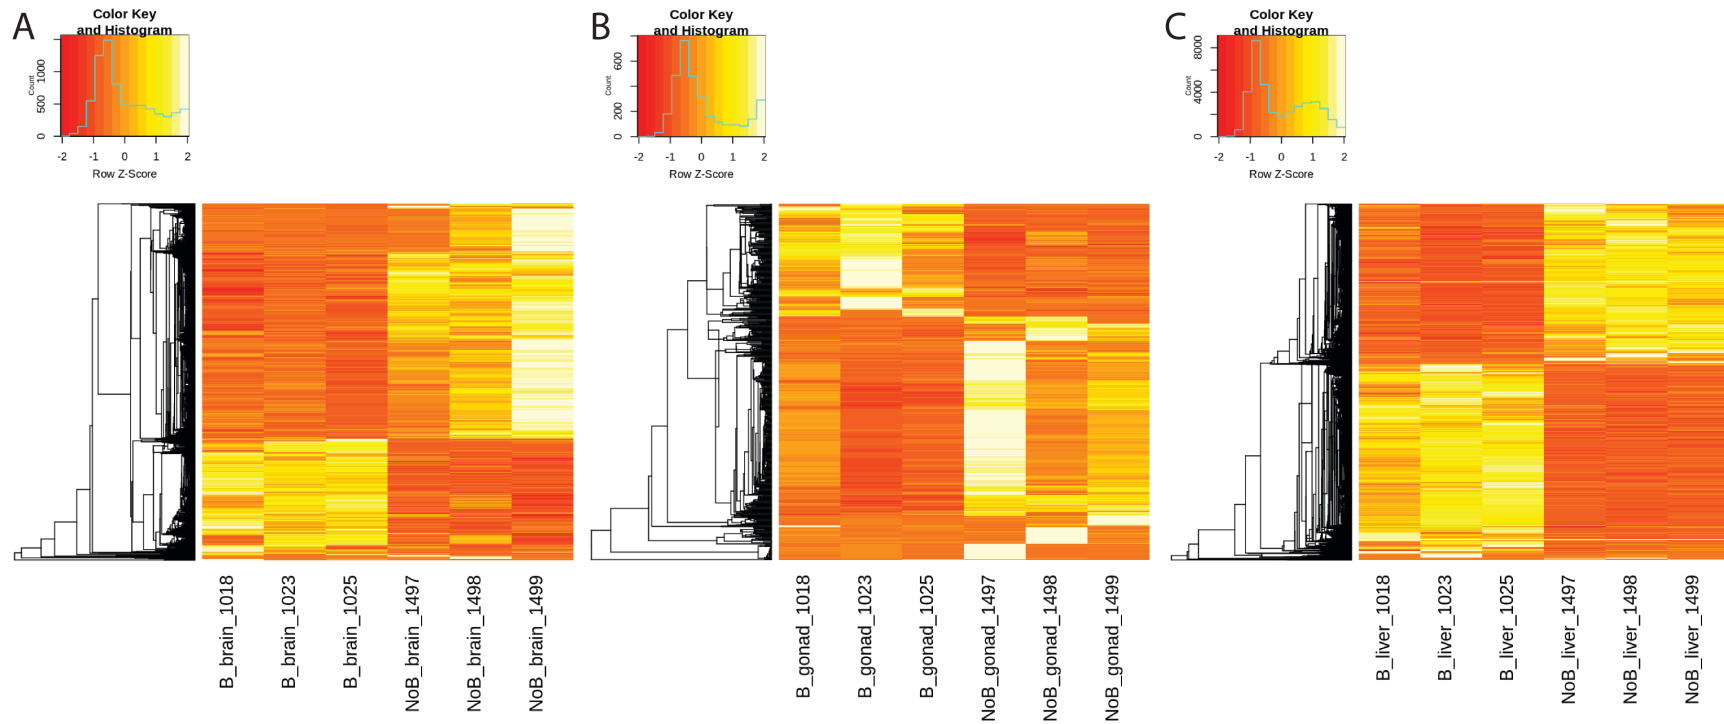 A
Color Key
and Histogram
Count
0 500 1000
-2 -1 0 1 2
Row Z-Score
B_brain_1018
B_brain_1023
B_brain_1025
NoB_brain_1497
NoB_brain_1498
NoB_brain_1499
B
Color Key
and Histogram
Count
0 200 600
-2 -1 0 1 2
Row Z-Score
B_gonad_1018
B_gonad_1023
B_gonad_1025
NoB_gonad_1497
NoB_gonad_1498
NoB_gonad_1499
C
Color Key
and Histogram
Count
0 4000 8000
-2 -1 0 1 2
Row Z-Score
B_liver_1018
B_liver_1023
B_liver_1025
NoB_liver_1497
NoB_liver_1498
NoB_liver_1499